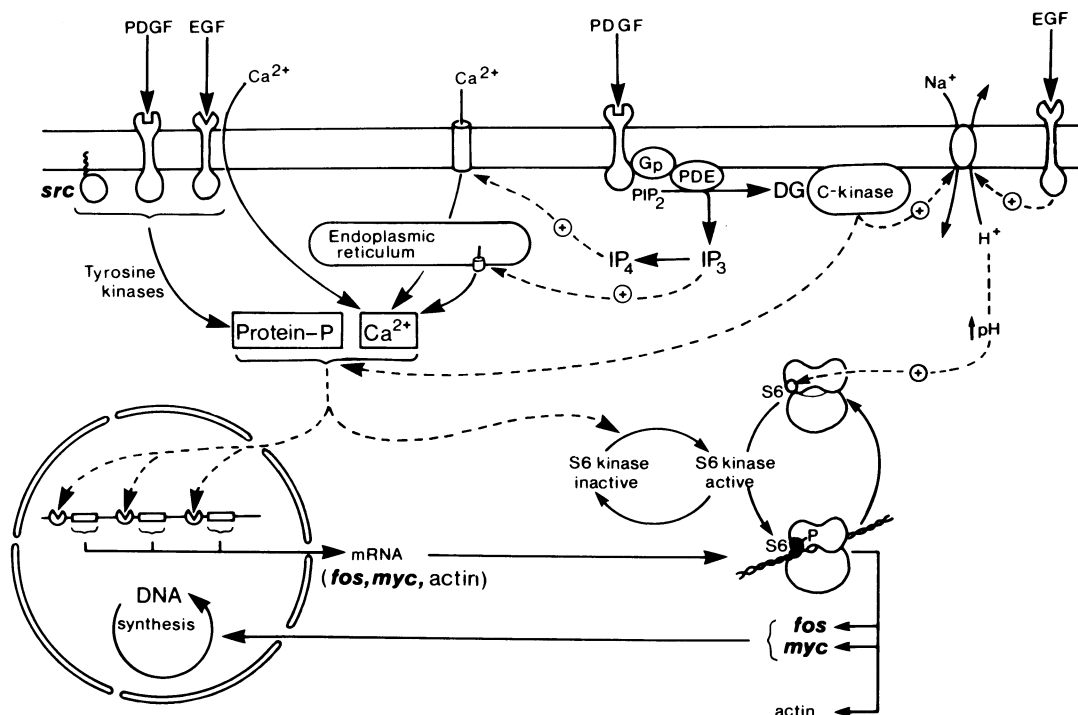 PDGF EGF
Ca²⁺
Ca²⁺
PDGF
Na⁺
EGF
src
Gp
PDE
PIP₂
DG
C-kinase
Endoplasmic
reticulum
IP₄
IP₃
H⁺
Tyrosine
kinases
Protein–P
Ca²⁺
pH
S6
S6 kinase
inactive
S6 kinase
active
S6
P
mRNA
(fos, myc, actin)
DNA
synthesis
fos
myc
actin